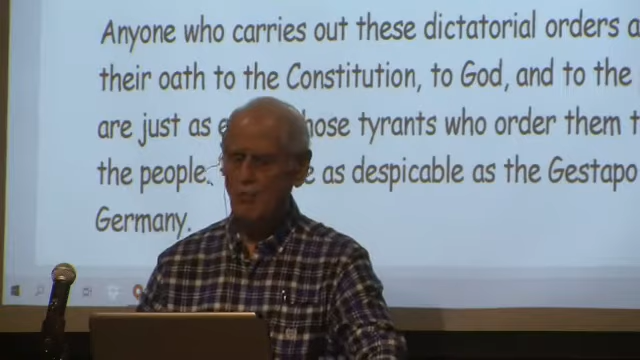 Anyone who carries out these dictatorial orders
their oath to the Constitution, to God, and to the
are just as those tyrants who order them
the people. as despicable as the Gestapo
Germany.